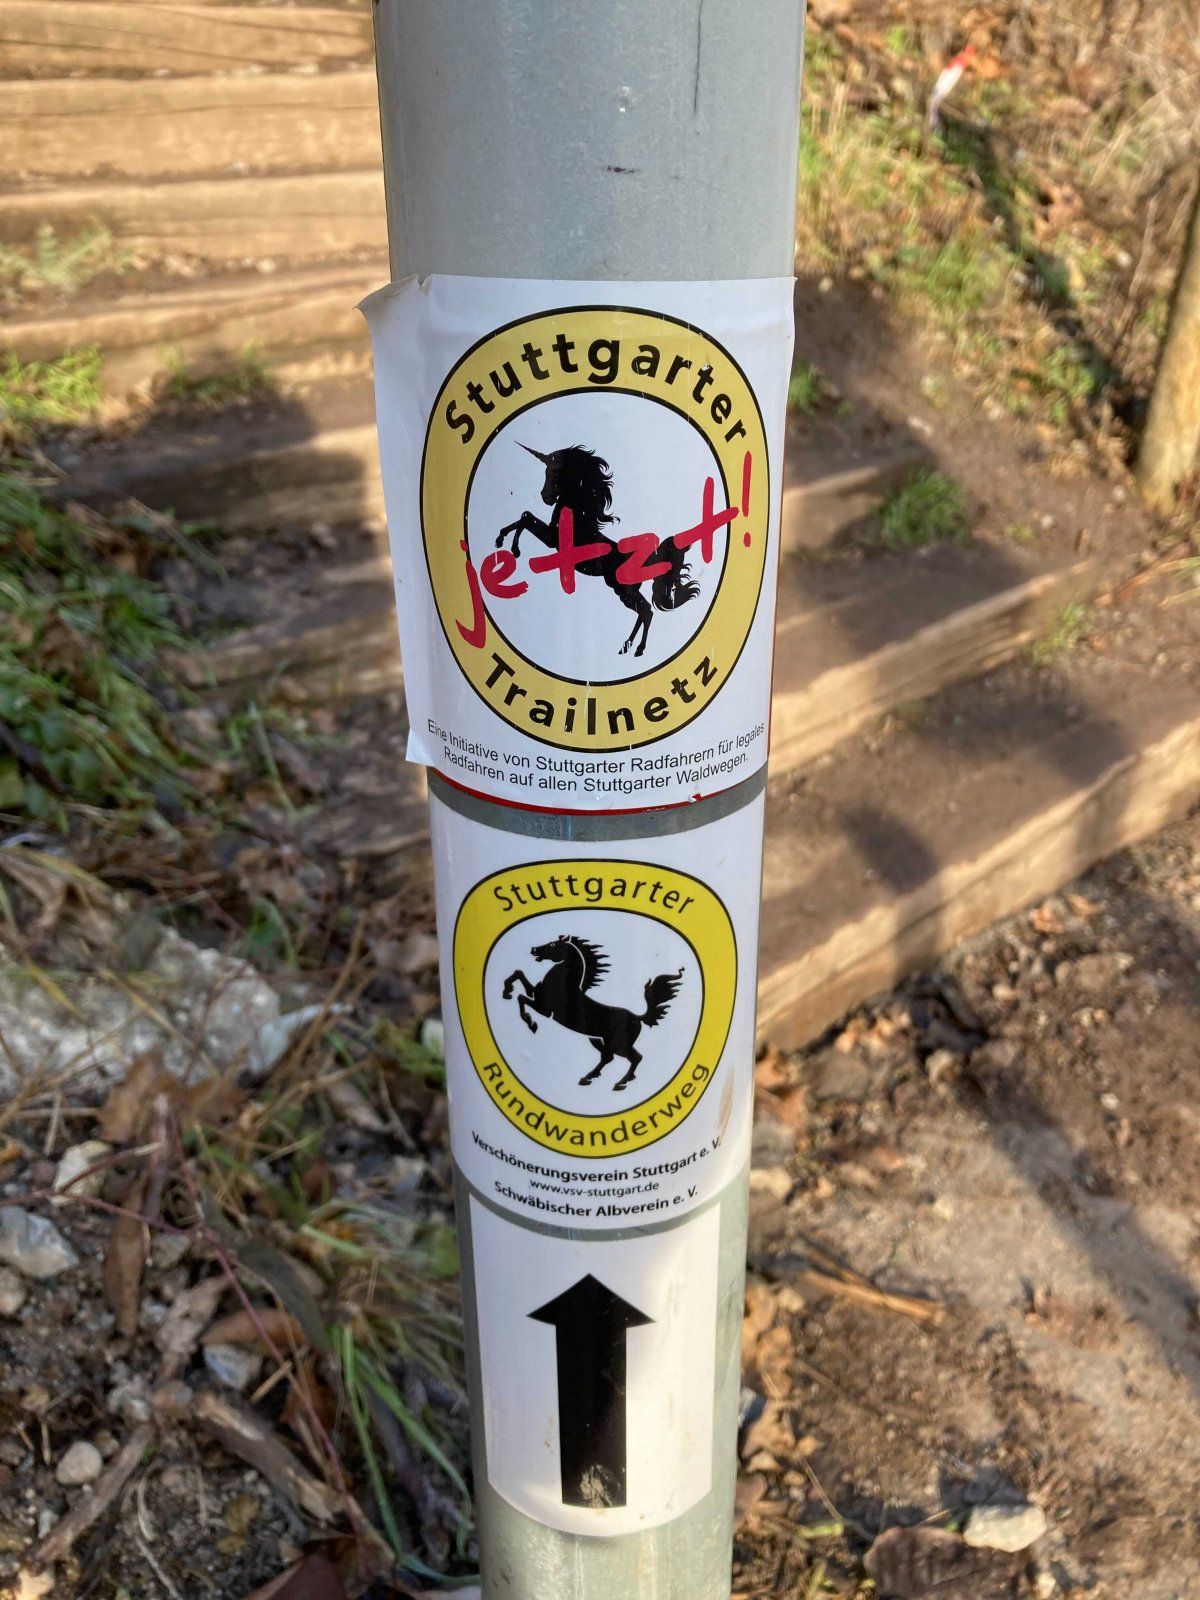 Stuttgarter
jetzt!
Trailnetz
Eine Initiative von Stuttgarter Radfahrern für legales
Radfahren auf allen Stuttgarter Waldwegen.
Stuttgarter
Rundwanderweg
Verschönerungsverein Stuttgart e. V.
www.vsv-stuttgart.de
Schwäbischer Albverein e. V.